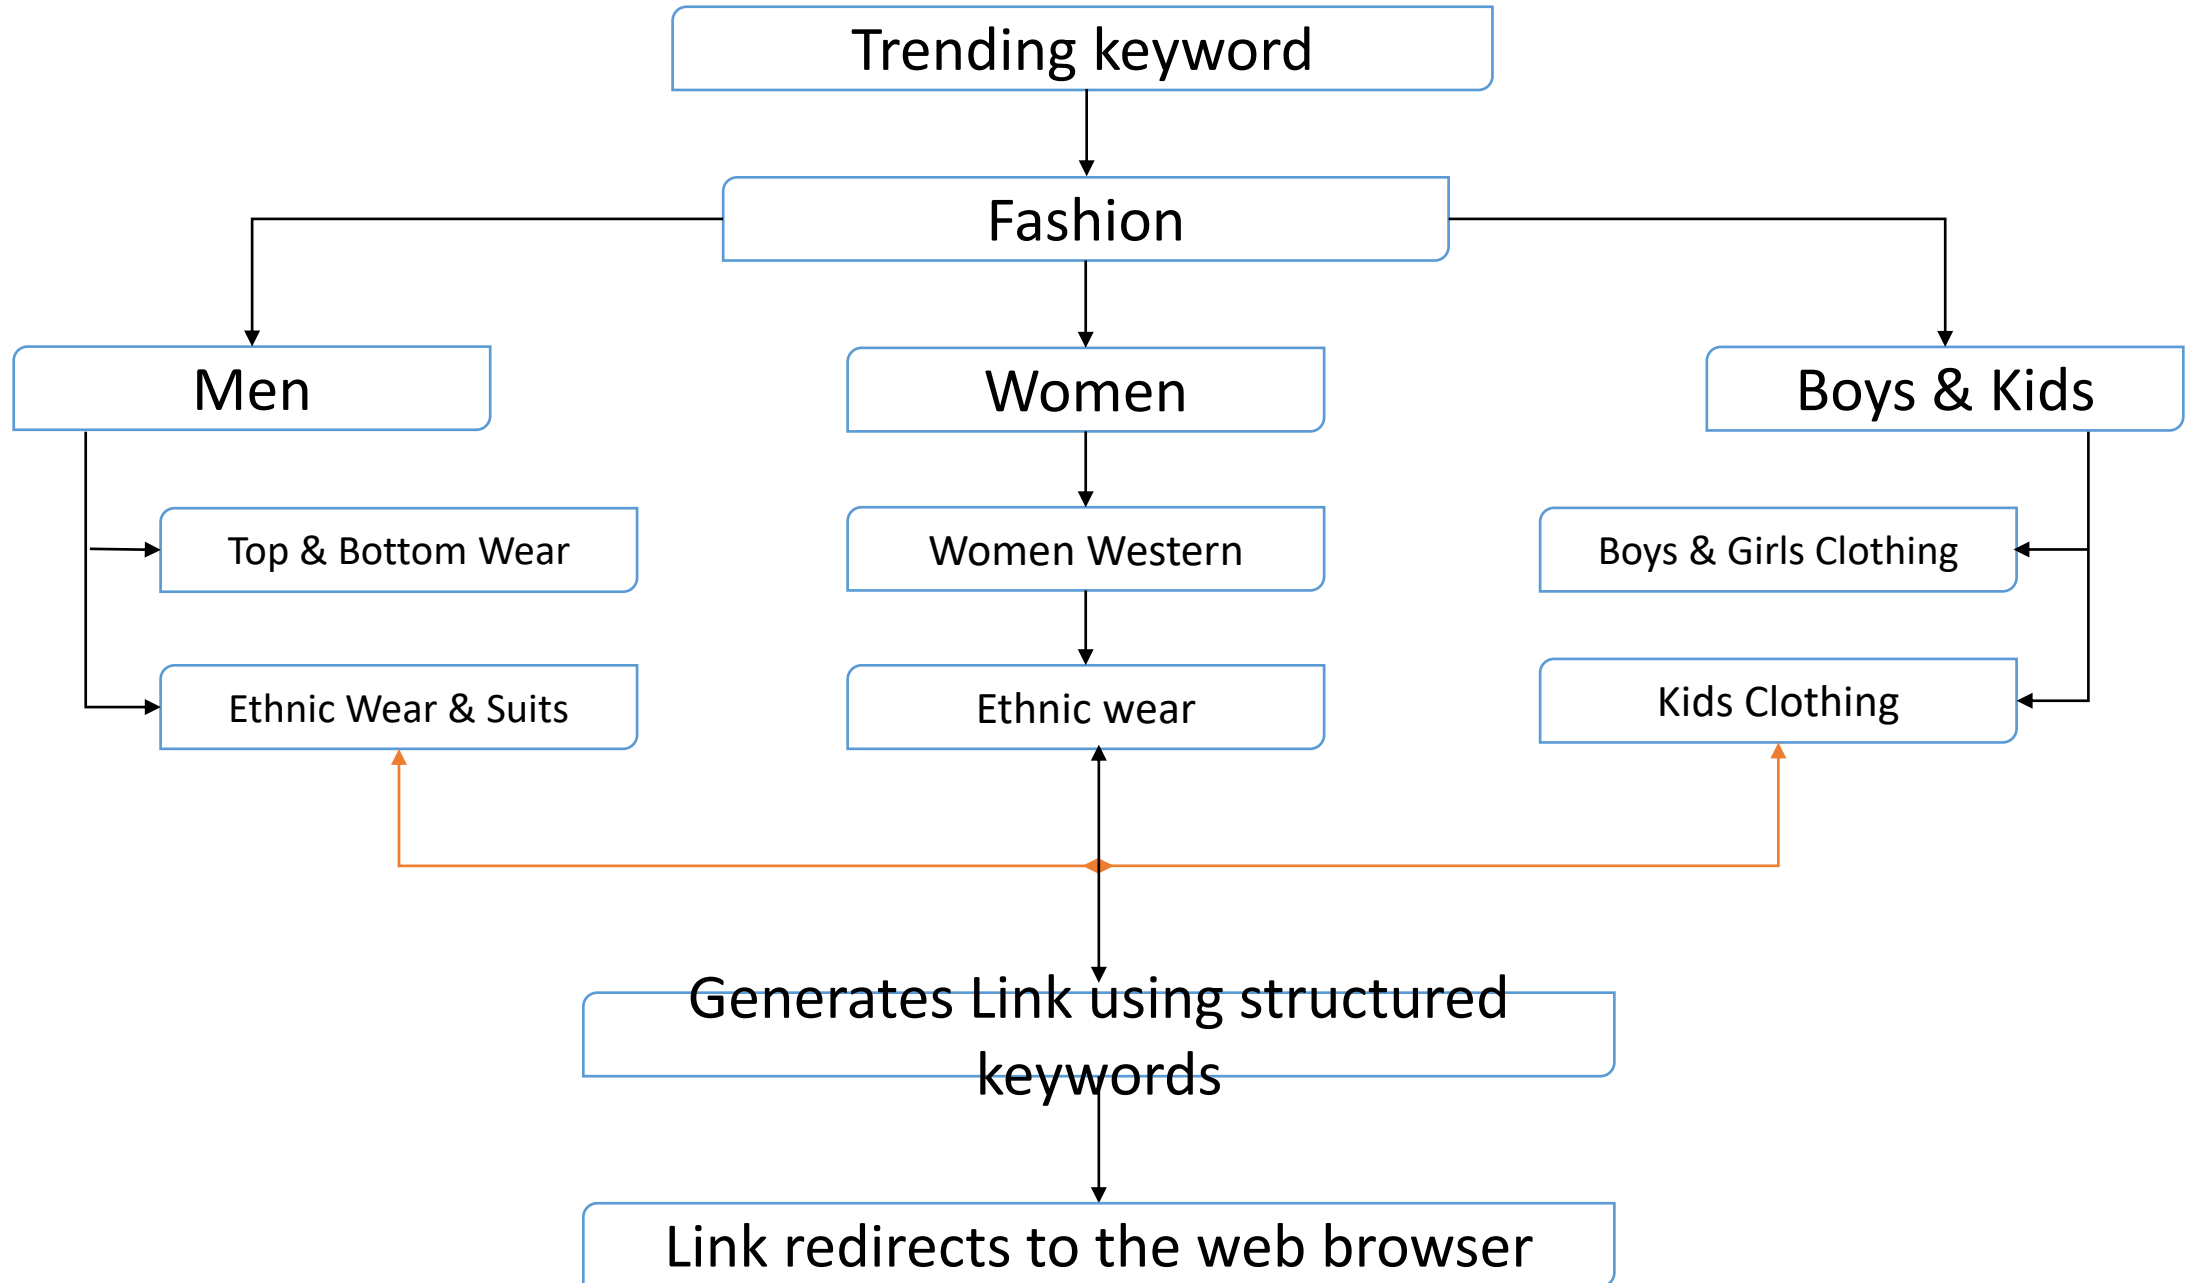 Trending keyword
Fashion
Men
Women
Boys & Kids
Top & Bottom Wear
Women Western
Boys & Girls Clothing
Ethnic Wear & Suits
Ethnic wear
Kids Clothing
Generates Link using structured
keywords
Link redirects to the web browser